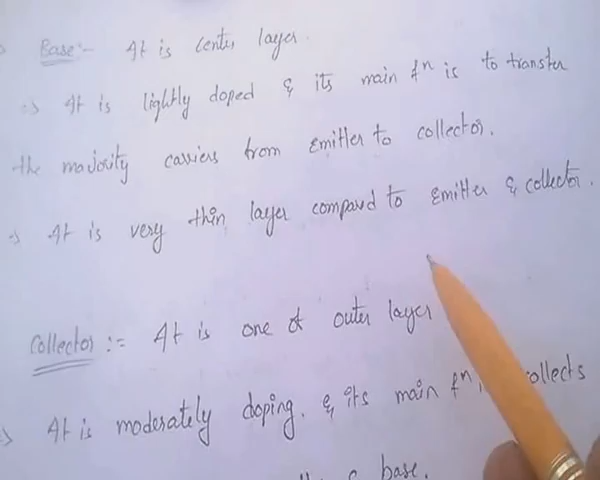 Base:- It is center layer.
→ It is lightly doped & its main fⁿ is to transfer
the majority carriers from Emitter to collector.
→ It is very thin layer compared to Emitter & collector.
Collector := It is one of outer layer
→ It is moderately doping. & its main fⁿ, collects
base.